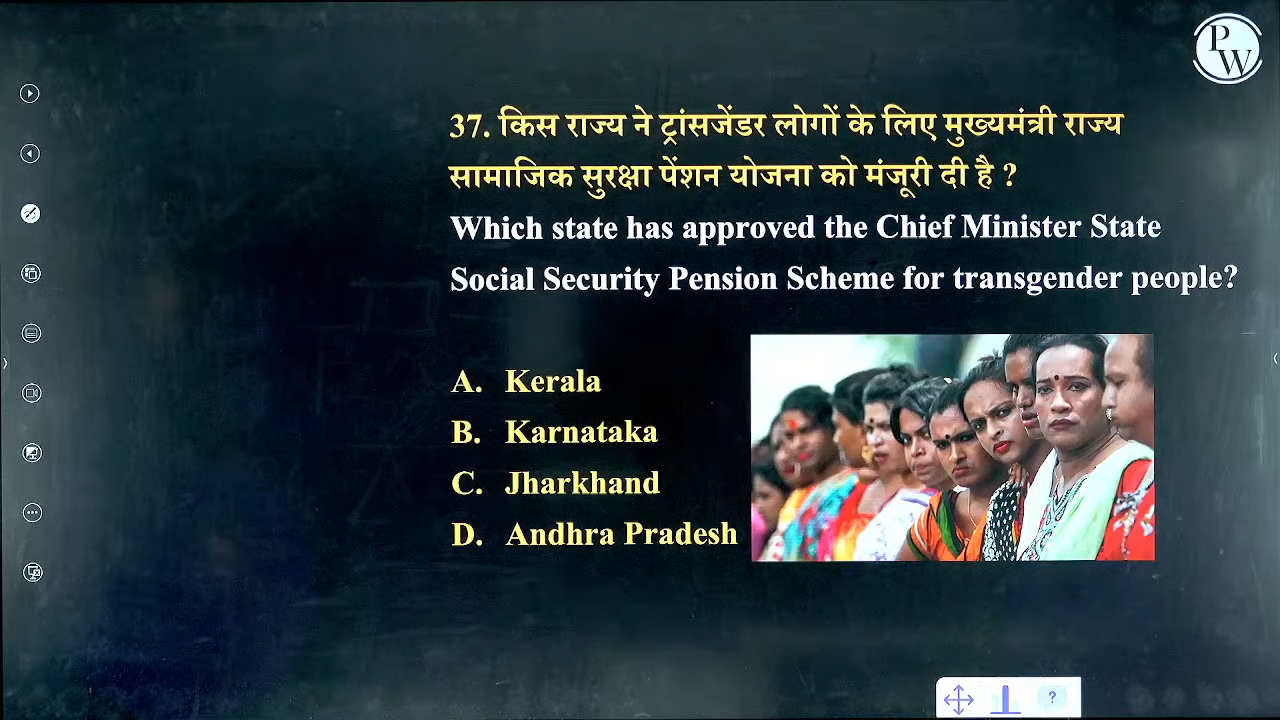 PW
37. किस राज्य ने ट्रांसजेंडर लोगों के लिए मुख्यमंत्री राज्य
सामाजिक सुरक्षा पेंशन योजना को मंजूरी दी है ?
Which state has approved the Chief Minister State
Social Security Pension Scheme for transgender people?
A. Kerala
B. Karnataka
C. Jharkhand
D. Andhra Pradesh
?